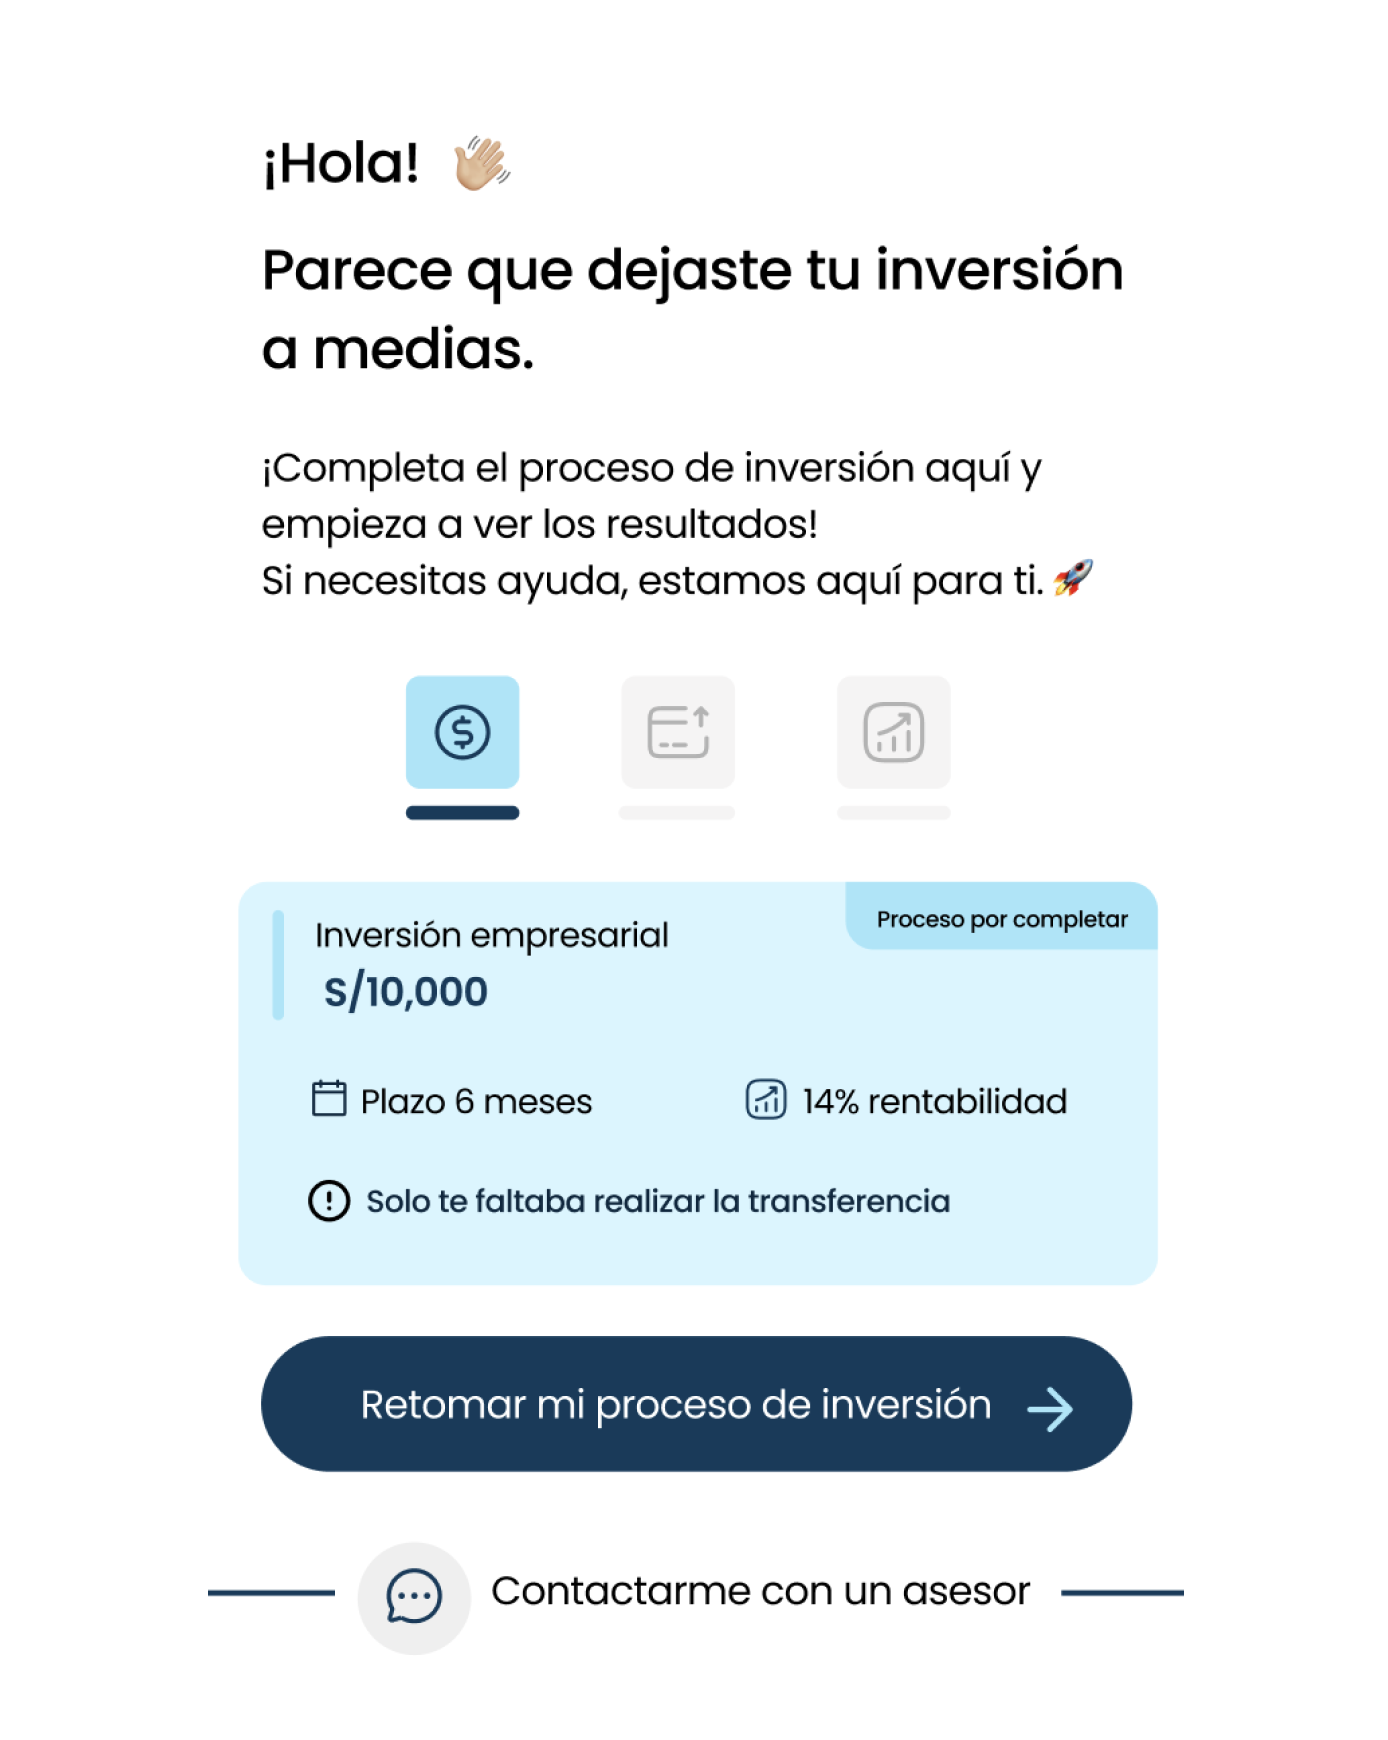 ¡Hola! 👋🏼
Parece que dejaste tu inversión
a medias.
¡Completa el proceso de inversión aquí y
empieza a ver los resultados!
Si necesitas ayuda, estamos aquí para ti. 🚀
Proceso por completar
Inversión empresarial
S/10,000
Plazo 6 meses
14% rentabilidad
Solo te faltaba realizar la transferencia
Retomar mi proceso de inversión
Contactarme con un asesor